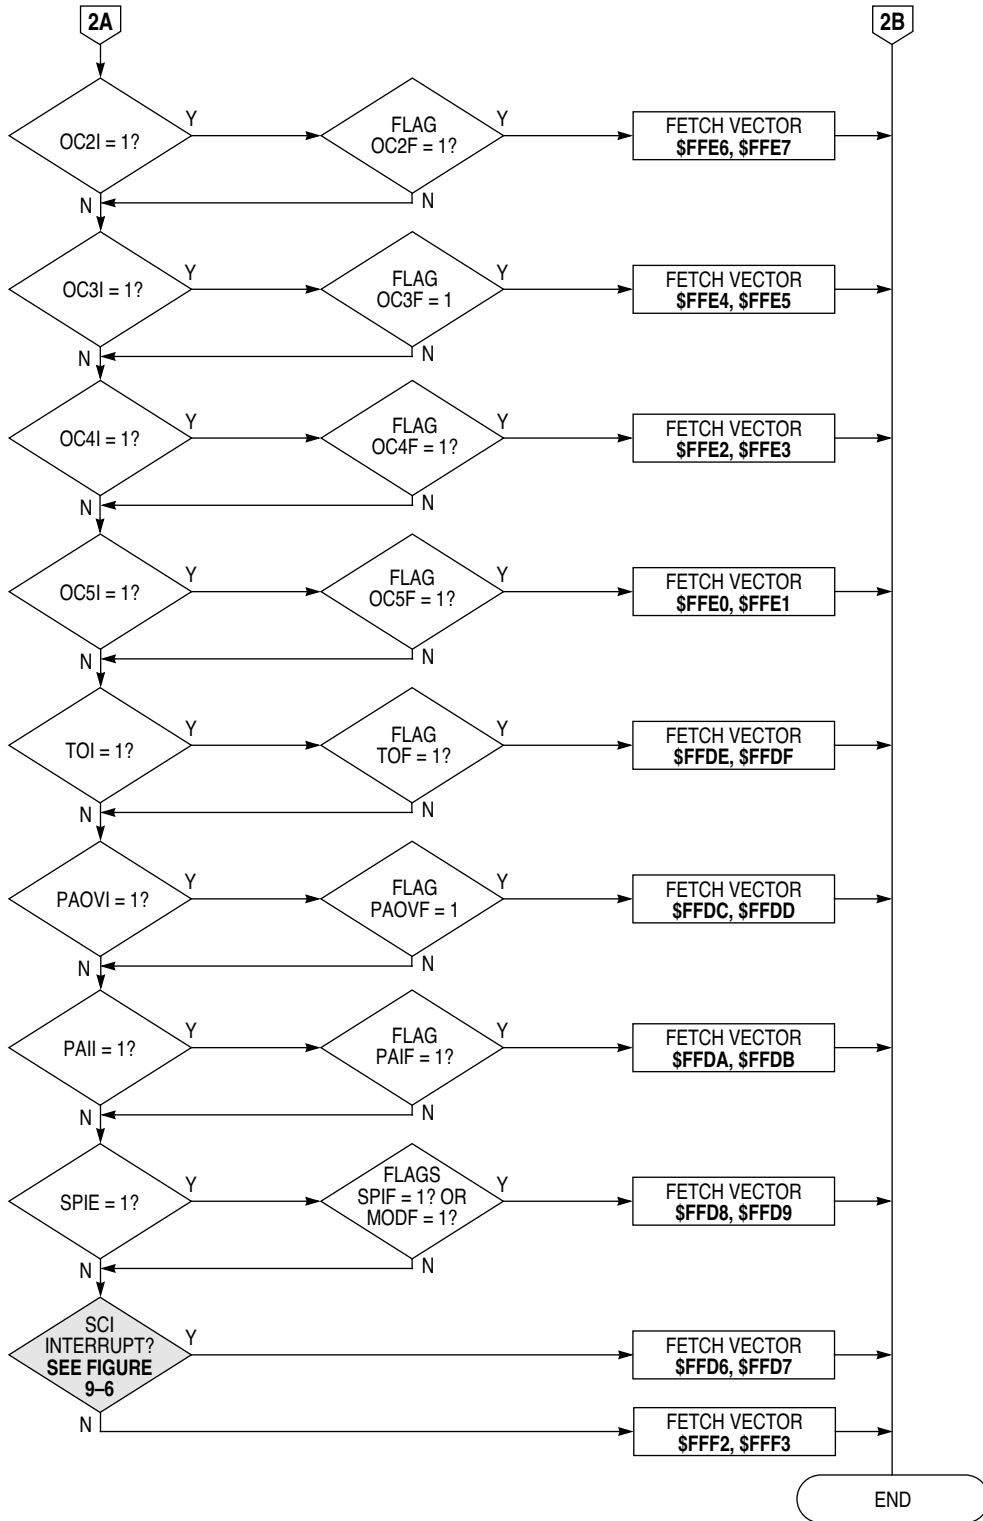 2A
2B
OC2I = 1?
Y
FLAG
OC2F = 1?
Y
FETCH VECTOR
$FFE6, $FFE7
N
N
OC3I = 1?
Y
FLAG
OC3F = 1
Y
FETCH VECTOR
$FFE4, $FFE5
N
N
OC4I = 1?
Y
FLAG
OC4F = 1?
Y
FETCH VECTOR
$FFE2, $FFE3
N
N
OC5I = 1?
Y
FLAG
OC5F = 1?
Y
FETCH VECTOR
$FFE0, $FFE1
N
N
TOI = 1?
Y
FLAG
TOF = 1?
Y
FETCH VECTOR
$FFDE, $FFDF
N
N
PAOVI = 1?
Y
FLAG
PAOVF = 1
Y
FETCH VECTOR
$FFDC, $FFDD
N
N
PAII = 1?
Y
FLAG
PAIF = 1?
Y
FETCH VECTOR
$FFDA, $FFDB
N
N
SPIE = 1?
Y
FLAGS
SPIF = 1? OR
MODF = 1?
Y
FETCH VECTOR
$FFD8, $FFD9
N
N
SCI
INTERRUPT?
SEE FIGURE
9–6
Y
FETCH VECTOR
$FFD6, $FFD7
N
FETCH VECTOR
$FFF2, $FFF3
END